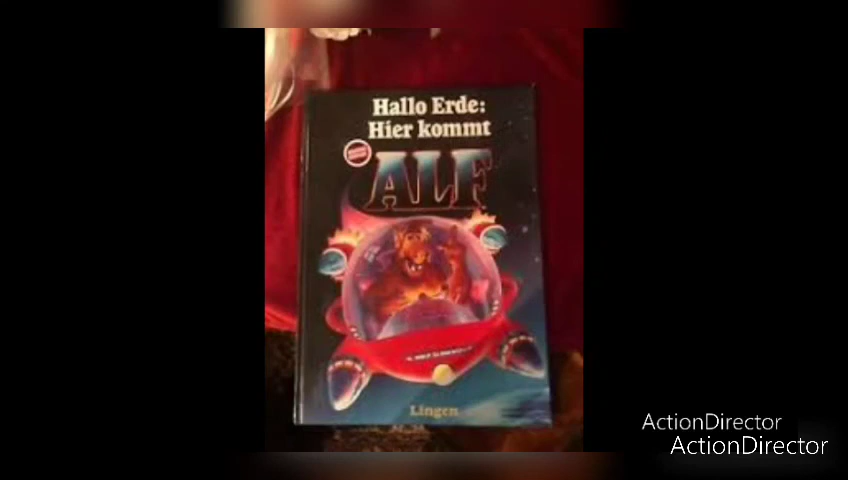 Hallo Erde:
Hier kommt
ALF
Lingen
ActionDirector
ActionDirector